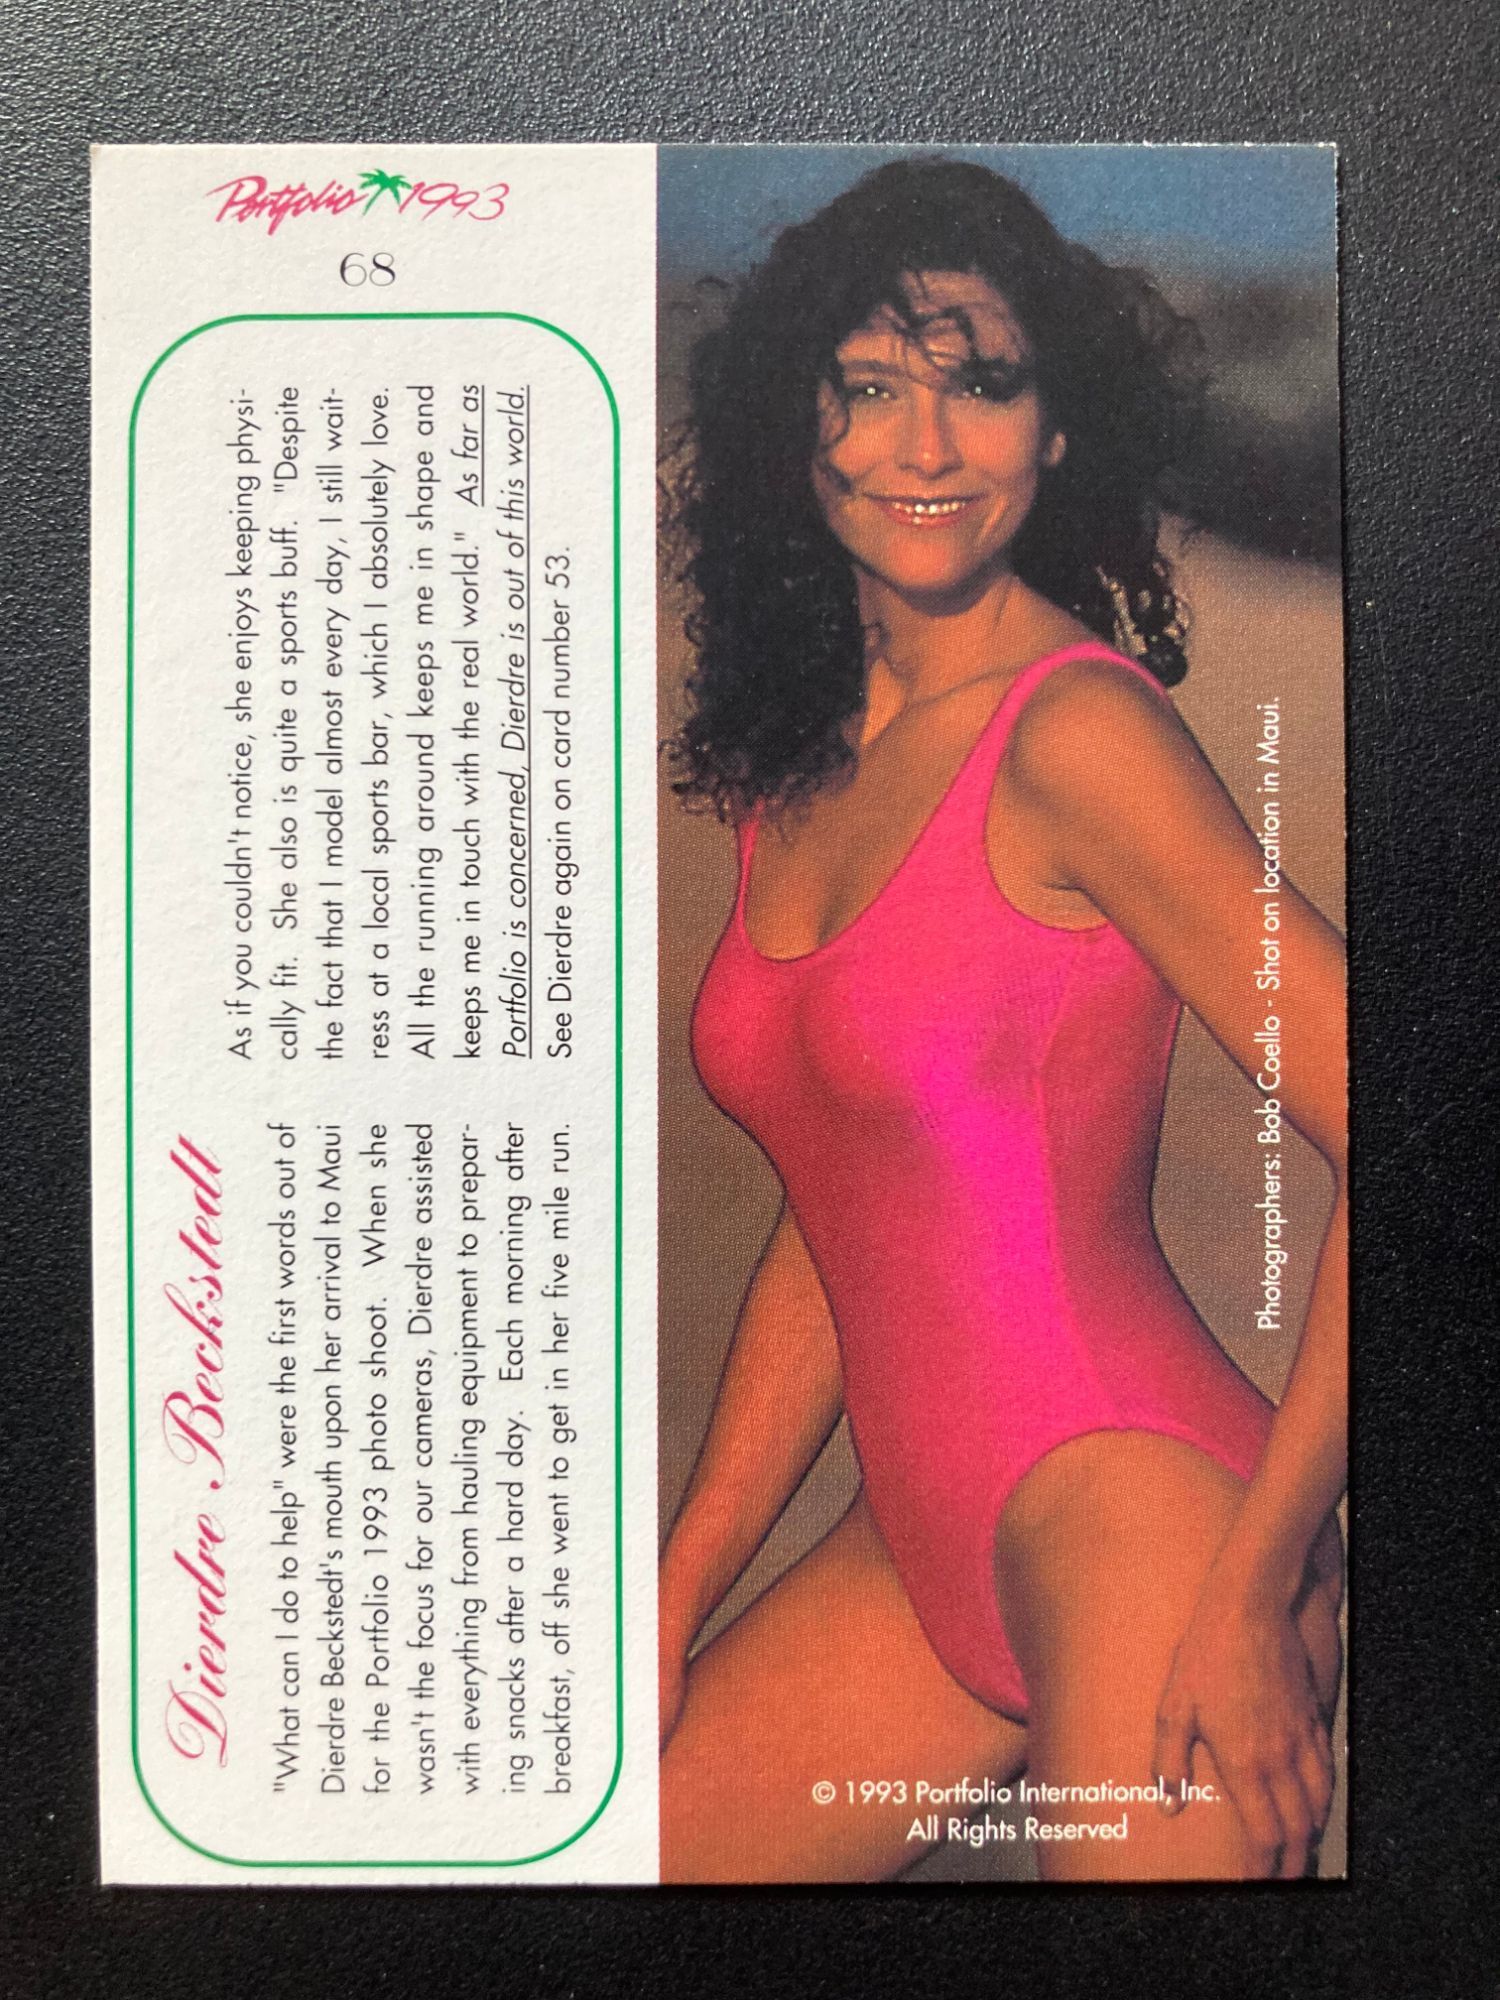 Portfolio 1993
68
Dierdre Beckstedt
"What can I do to help" were the first words out of
Dierdre Beckstedt's mouth upon her arrival to Maui
for the Portfolio 1993 photo shoot. When she
wasn't the focus for our cameras, Dierdre assisted
with everything from hauling equipment to prepar-
ing snacks after a hard day. Each morning after
breakfast, off she went to get in her five mile run.
As if you couldn't notice, she enjoys keeping physi-
cally fit. She also is quite a sports buff. "Despite
the fact that I model almost every day, I still wait-
ress at a local sports bar, which I absolutely love.
All the running around keeps me in shape and
keeps me in touch with the real world." As far as
Portfolio is concerned, Dierdre is out of this world.
See Dierdre again on card number 53.
Photographers: Bob Coello - Shot on location in Maui.
© 1993 Portfolio International, Inc.
All Rights Reserved